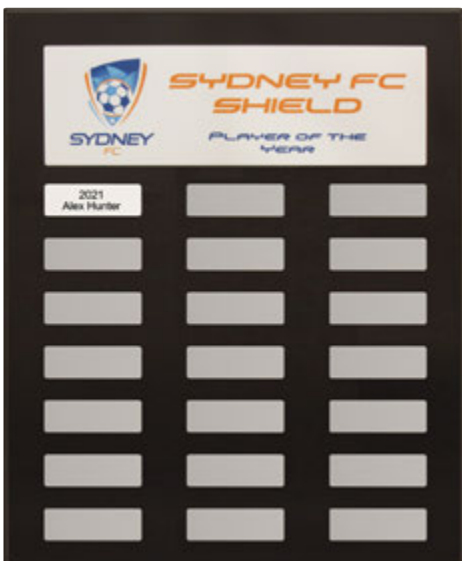 SYDNEY
FC
SYDNEY FC
SHIELD
PLAYER OF THE
YEAR
2021
Alex Hunter